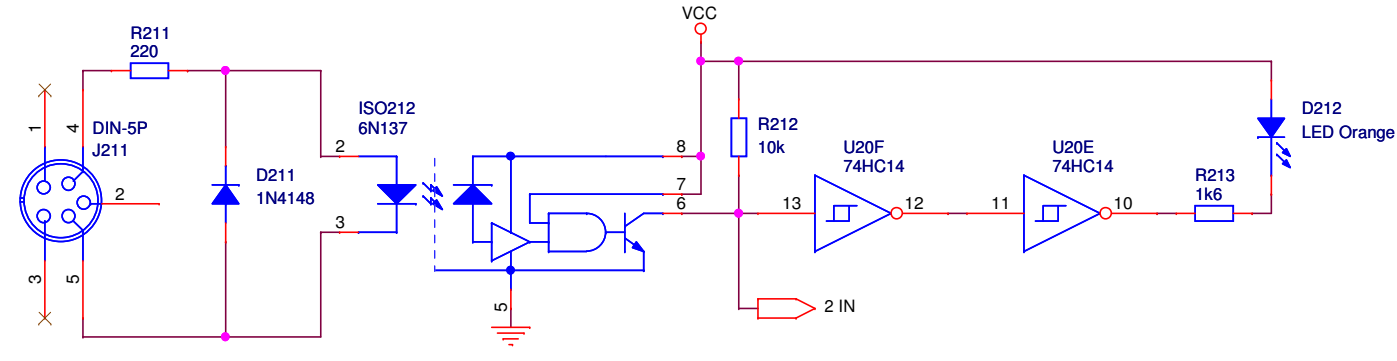 VCC
R211
220
ISO212
6N137
D212
LED Orange
DIN-5P
J211
1
4
2
3
5
D211
1N4148
2
3
8
7
6
5
R212
10k
U20F
74HC14
13
12
U20E
74HC14
11
10
R213
1k6
2 IN